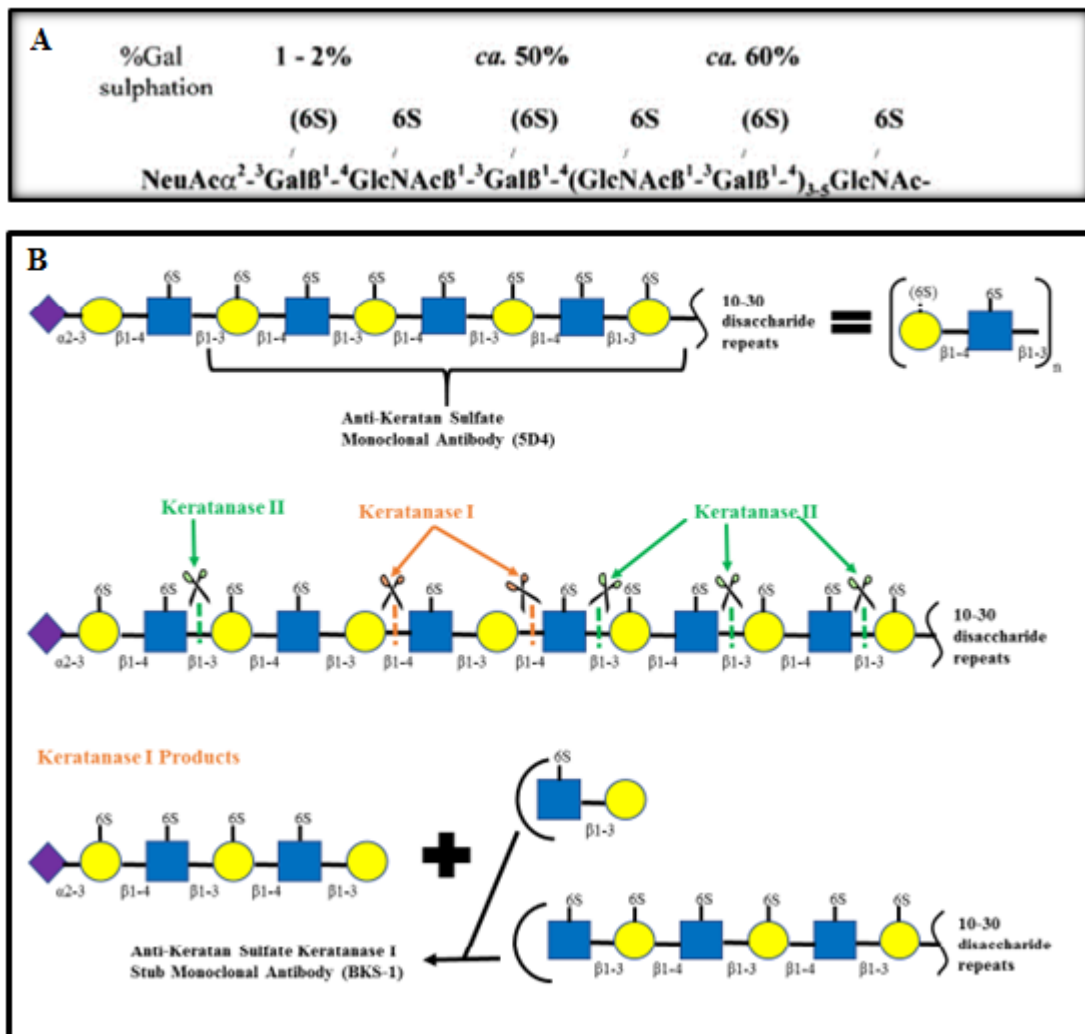 A
%Gal sulphation 1 - 2% ca. 50% ca. 60%
(6S) 6S (6S) 6S (6S) 6S
NeuAcα2-3Galß1-4GlcNAcß1-3Galß1-4(GlcNAcß1-3Galß1-4)3-5GlcNAc-
B
6S 6S 6S 6S 6S 6S 6S 6S
α2-3 β1-4 β1-3 β1-4 β1-3 β1-4 β1-3 β1-4 β1-3
10-30
disaccharide
repeats
(6S) 6S
β1-4 β1-3
n
Anti-Keratan Sulfate
Monoclonal Antibody (5D4)
Keratanase II Keratanase I Keratanase II
6S 6S 6S 6S 6S 6S 6S 6S 6S 6S 6S
α2-3 β1-4 β1-3 β1-4 β1-3 β1-4 β1-3 β1-4 β1-3 β1-4 β1-3 β1-4 β1-3
10-30
disaccharide
repeats
Keratanase I Products
6S
β1-3
6S 6S 6S 6S
α2-3 β1-4 β1-3 β1-4 β1-3
6S 6S 6S 6S 6S 6S
β1-3 β1-4 β1-3 β1-4 β1-3
10-30
disaccharide
repeats
Anti-Keratan Sulfate Keratanase I
Stub Monoclonal Antibody (BKS-1)